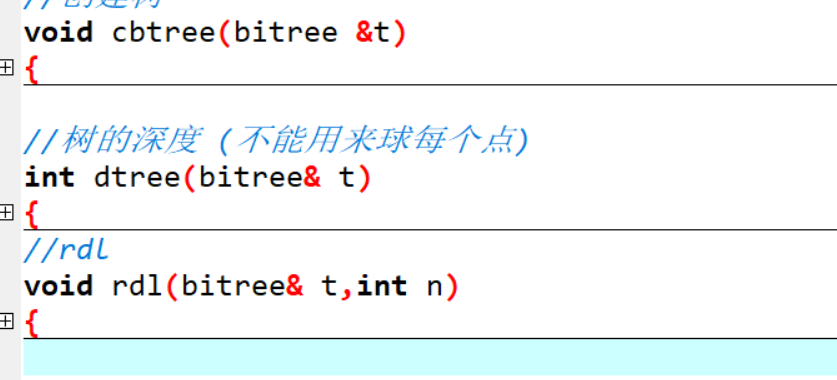 void cbtree(bitree &t)
{
//树的深度 (不能用来球每个点)
int dtree(bitree& t)
{
//rdl
void rdl(bitree& t,int n)
{